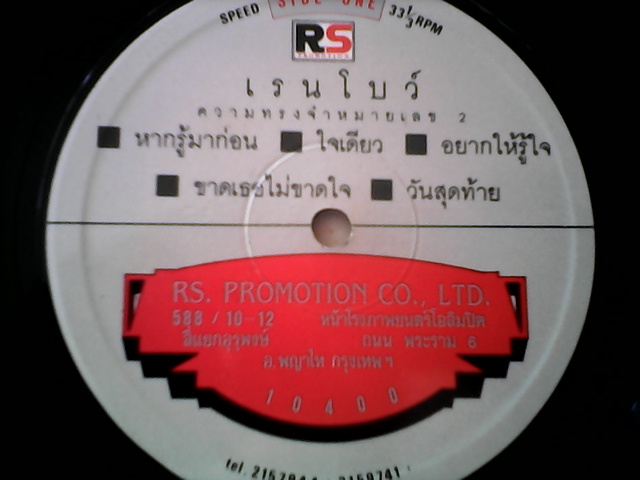 SPEED SIDE ONE 33 1/3 RPM
RS
PROMOTION
เรนโบว์
ความทรงจำหมายเลข 2
หากรู้มาก่อน ใจเดียว อยากให้รู้ใจ
ขาดเธอไม่ขาดใจ วันสุดท้าย
RS. PROMOTION CO., LTD.
588 / 10-12 หน้าโรงภาพยนตร์โอลิมปิค
สี่แยกอุรุพงษ์ ถนน พระราม 6
อ.พญาไท กรุงเทพฯ
10400
tel.